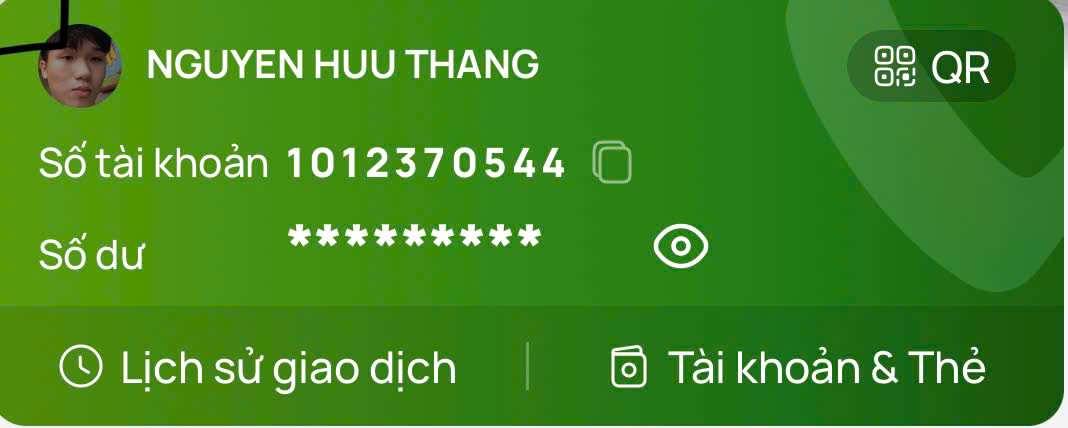 NGUYEN HUU THANG
QR
Số tài khoản 1012370544
Số dư *********
Lịch sử giao dịch
Tài khoản & Thẻ